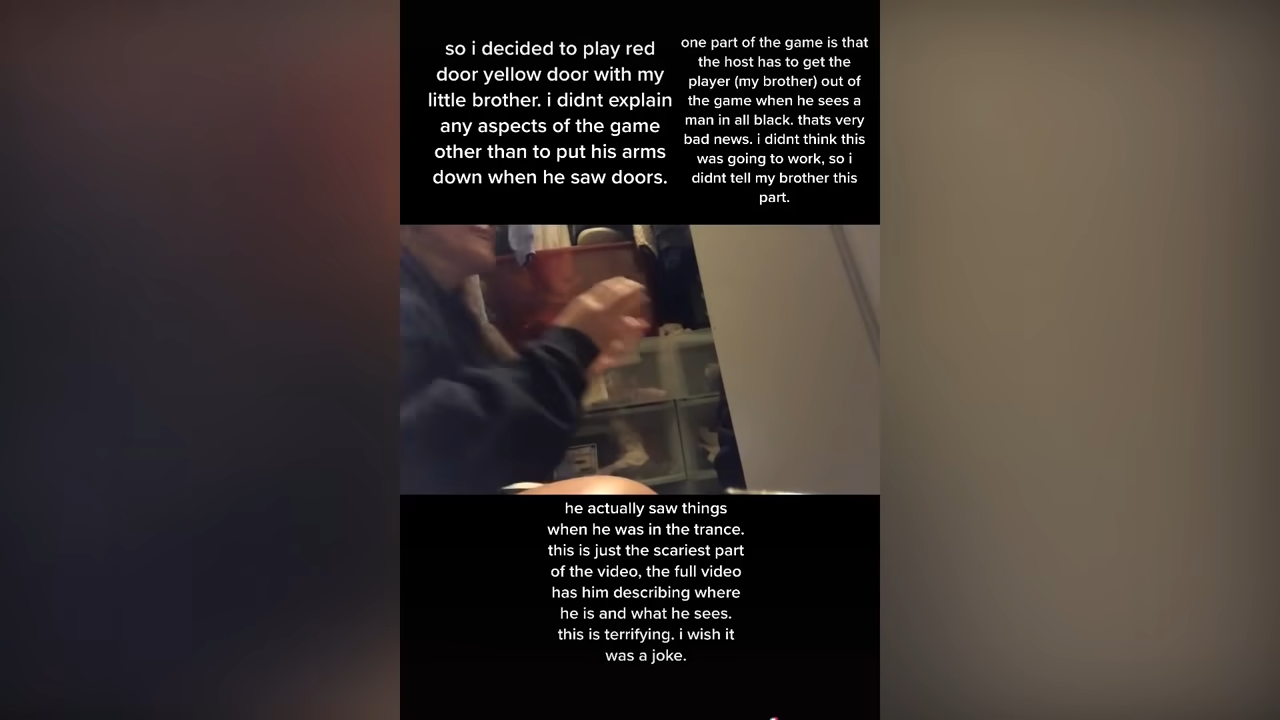 so i decided to play red
door yellow door with my
little brother. i didnt explain
any aspects of the game
other than to put his arms
down when he saw doors.
one part of the game is that
the host has to get the
player (my brother) out of
the game when he sees a
man in all black. thats very
bad news. i didnt think this
was going to work, so i
didnt tell my brother this
part.
he actually saw things
when he was in the trance.
this is just the scariest part
of the video, the full video
has him describing where
he is and what he sees.
this is terrifying. i wish it
was a joke.